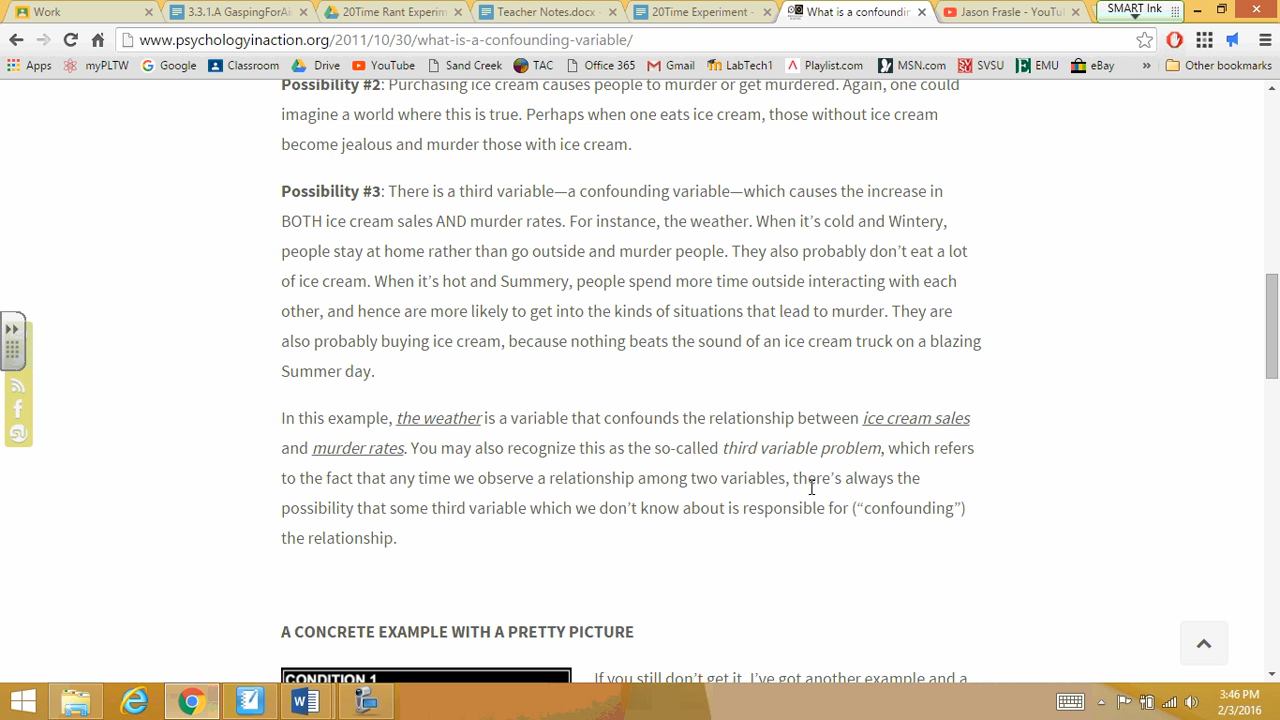 Work
3.3.1.A GaspingForAi
20Time Rant Experim
Teacher Notes.docx -
20Time Experiment -
What is a confoundin
Jason Frasle - YouTu
SMART Ink
www.psychologyinaction.org/2011/10/30/what-is-a-confounding-variable/
Apps
myPLTW
Google
Classroom
Drive
YouTube
Sand Creek
TAC
Office 365
Gmail
LabTech1
Playlist.com
MSN.com
SVSU
EMU
eBay
»
Other bookmarks
Possibility #2: Purchasing ice cream causes people to murder or get murdered. Again, one could
imagine a world where this is true. Perhaps when one eats ice cream, those without ice cream
become jealous and murder those with ice cream.
Possibility #3: There is a third variable—a confounding variable—which causes the increase in
BOTH ice cream sales AND murder rates. For instance, the weather. When it’s cold and Wintery,
people stay at home rather than go outside and murder people. They also probably don’t eat a lot
of ice cream. When it’s hot and Summery, people spend more time outside interacting with each
other, and hence are more likely to get into the kinds of situations that lead to murder. They are
also probably buying ice cream, because nothing beats the sound of an ice cream truck on a blazing
Summer day.
In this example, the weather is a variable that confounds the relationship between ice cream sales
and murder rates. You may also recognize this as the so-called third variable problem, which refers
to the fact that any time we observe a relationship among two variables, there’s always the
possibility that some third variable which we don’t know about is responsible for (“confounding”)
the relationship.
A CONCRETE EXAMPLE WITH A PRETTY PICTURE
CONDITION 1
If you still don’t get it, I’ve got another example and a
3:46 PM
2/3/2016